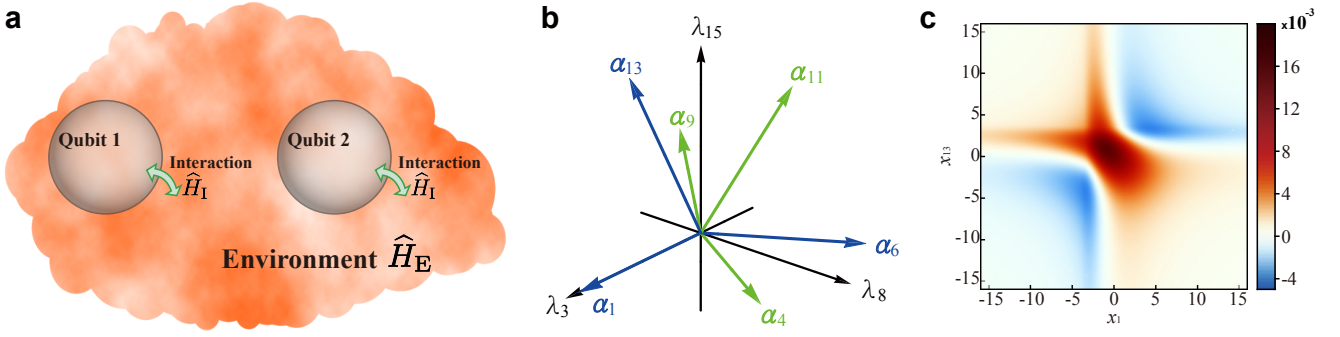 a
Qubit 1
Interaction
Ĥ_I
Qubit 2
Interaction
Ĥ_I
Environment Ĥ_E
b
λ₁₅
α₁₃
α₁₁
α₉
α₆
λ₈
α₄
λ₃
α₁
c
×10⁻³
16
12
8
4
0
-4
15
10
5
0
-5
-10
-15
x₁₃
-15 -10 -5 0 5 10 15
x₁